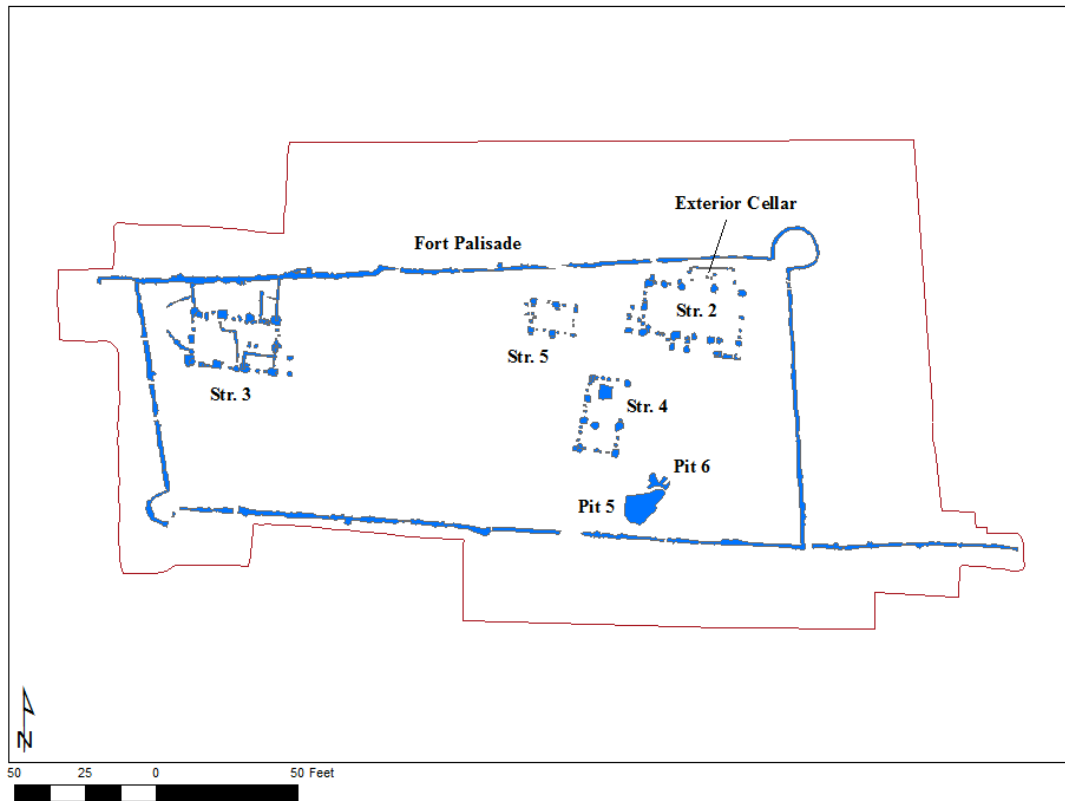 Exterior Cellar
Fort Palisade
Str. 2
Str. 5
Str. 3
Str. 4
Pit 6
Pit 5
N
50 25 0 50 Feet